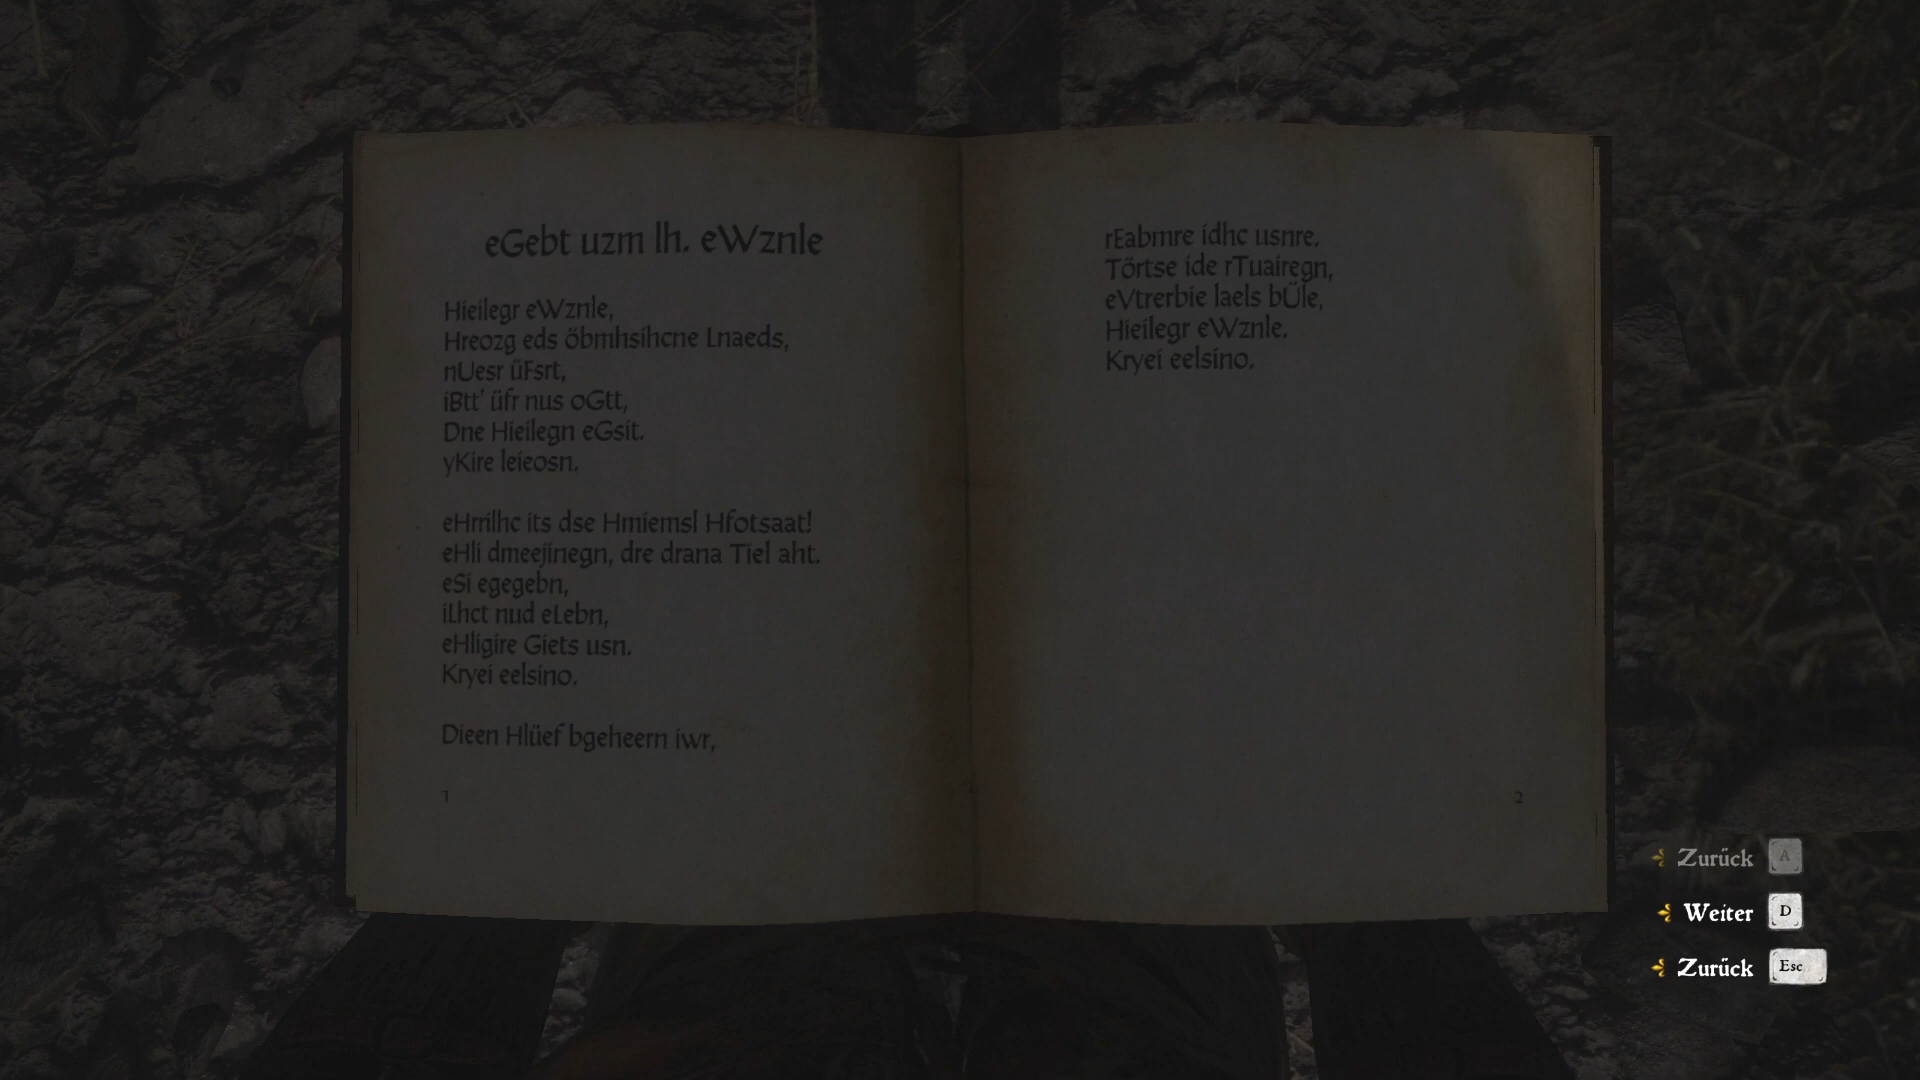 eGebt uzm lh. eWznle
Hieilegr eWznle,
Hreozg eds öbmhsihcne Lnaeds,
nUesr üFsrt,
iBtt' üfr nus oGtt,
Dne Hieilegn eGsit.
yKire leieosn.
eHrrilhc its dse Hmiemsl Hfotsaat!
eHli dmeejinegn, dre drana Tiel aht.
eSi egegebn,
iLhct nud eLebn,
eHligire Giets usn.
Kryei eelsino.
Dieen Hlüef bgeheern iwr,
1
rEabmre idhc usnre,
Törtse ide rTuairegn,
eVtrerbie laels bÜle,
Hieilegr eWznle.
Kryei eelsino.
2
Zurück A
Weiter D
Zurück Esc